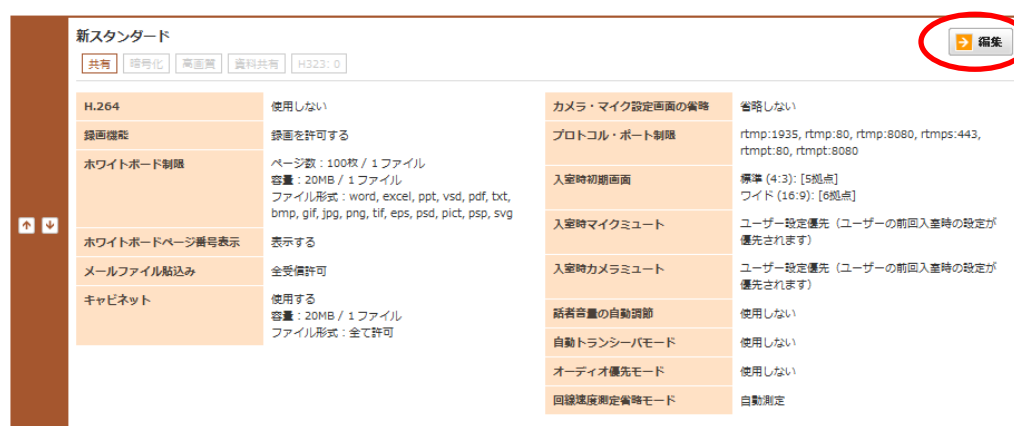 新スタンダード
編集
共有 暗号化 高画質 資料共有 H323: 0
H.264 使用しない
録画機能 録画を許可する
ホワイトボード制限 ページ数：100枚 / 1 ファイル
容量：20MB / 1 ファイル
ファイル形式：word, excel, ppt, vsd, pdf, txt,
bmp, gif, jpg, png, tif, eps, psd, pict, psp, svg
ホワイトボードページ番号表示 表示する
メールファイル貼込み 全受信許可
キャビネット 使用する
容量：20MB / 1 ファイル
ファイル形式：全て許可
カメラ・マイク設定画面の省略 省略しない
プロトコル・ポート制限 rtmp:1935, rtmp:80, rtmp:8080, rtmps:443,
rtmpt:80, rtmpt:8080
入室時初期画面 標準 (4:3): [5拠点]
ワイド (16:9): [6拠点]
入室時マイクミュート ユーザー設定優先（ユーザーの前回入室時の設定が
優先されます）
入室時カメラミュート ユーザー設定優先（ユーザーの前回入室時の設定が
優先されます）
話者音量の自動調節 使用しない
自動トランシーバモード 使用しない
オーディオ優先モード 使用しない
回線速度測定省略モード 自動測定